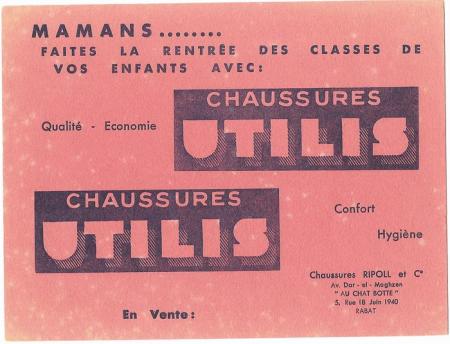 MAMANS........
FAITES LA RENTRÉE DES CLASSES DE
VOS ENFANTS AVEC:
CHAUSSURES
UTILIS
Qualité - Economie
CHAUSSURES
UTILIS
Confort
Hygiène
Chaussures RIPOLL et Cᵉ
Av. Dar - el - Maghzen
" AU CHAT BOTTE "
5, Rue 18 Juin 1940
RABAT
En Vente :